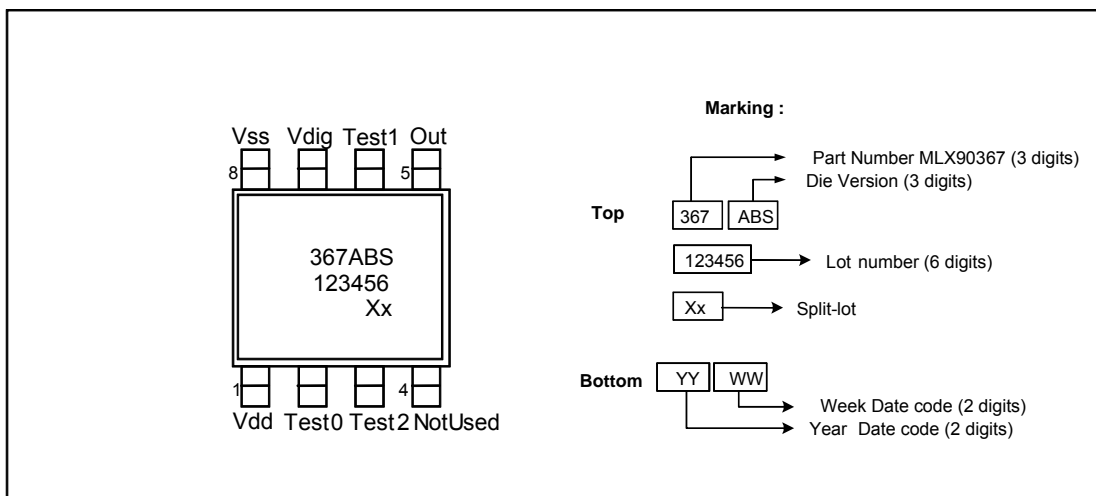 Vss Vdig Test1 Out
8 5
367ABS
123456
Xx
1 4
Vdd Test0 Test2 NotUsed
Marking :
Part Number MLX90367 (3 digits)
Die Version (3 digits)
Top 367 ABS
123456 Lot number (6 digits)
Xx Split-lot
Bottom YY WW
Week Date code (2 digits)
Year Date code (2 digits)